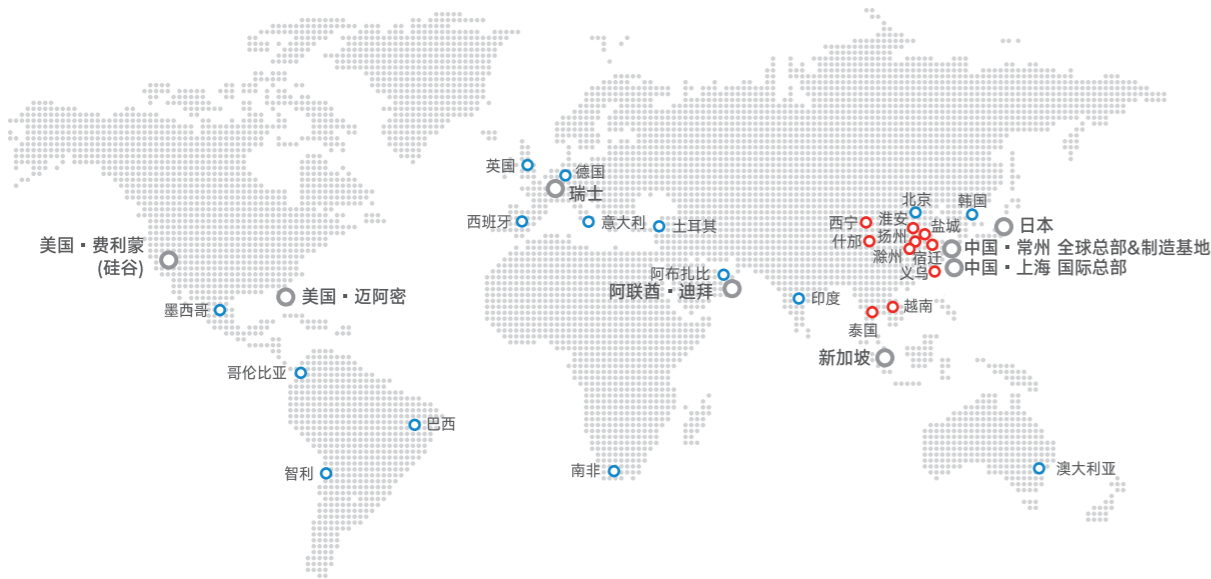 英国
德国
瑞士
西班牙
意大利
土耳其
北京
韩国
西宁
淮安
盐城
日本
什邡
扬州
美国·费利蒙
(硅谷)
中国·常州 全球总部&制造基地
滁州
宿迁
中国·上海 国际总部
义乌
阿布扎比
阿联酋·迪拜
美国·迈阿密
印度
墨西哥
越南
泰国
新加坡
哥伦比亚
巴西
智利
南非
澳大利亚